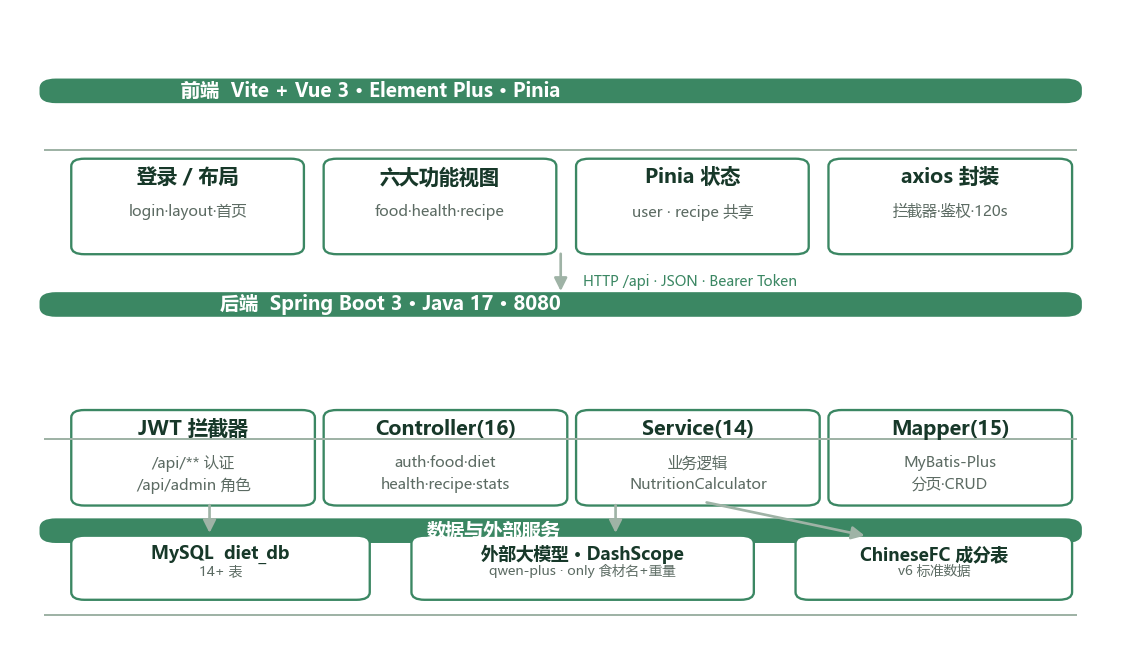 前端  Vite + Vue 3 • Element Plus • Pinia
登录 / 布局
login·layout·首页
六大功能视图
food·health·recipe
Pinia 状态
user · recipe 共享
axios 封装
拦截器·鉴权·120s
HTTP /api · JSON · Bearer Token
后端  Spring Boot 3 • Java 17 • 8080
JWT 拦截器
/api/** 认证
/api/admin 角色
Controller(16)
auth·food·diet
health·recipe·stats
Service(14)
业务逻辑
NutritionCalculator
Mapper(15)
MyBatis-Plus
分页·CRUD
数据与外部服务
MySQL  diet_db
14+ 表
外部大模型 • DashScope
qwen-plus · only 食材名+重量
ChineseFC 成分表
v6 标准数据